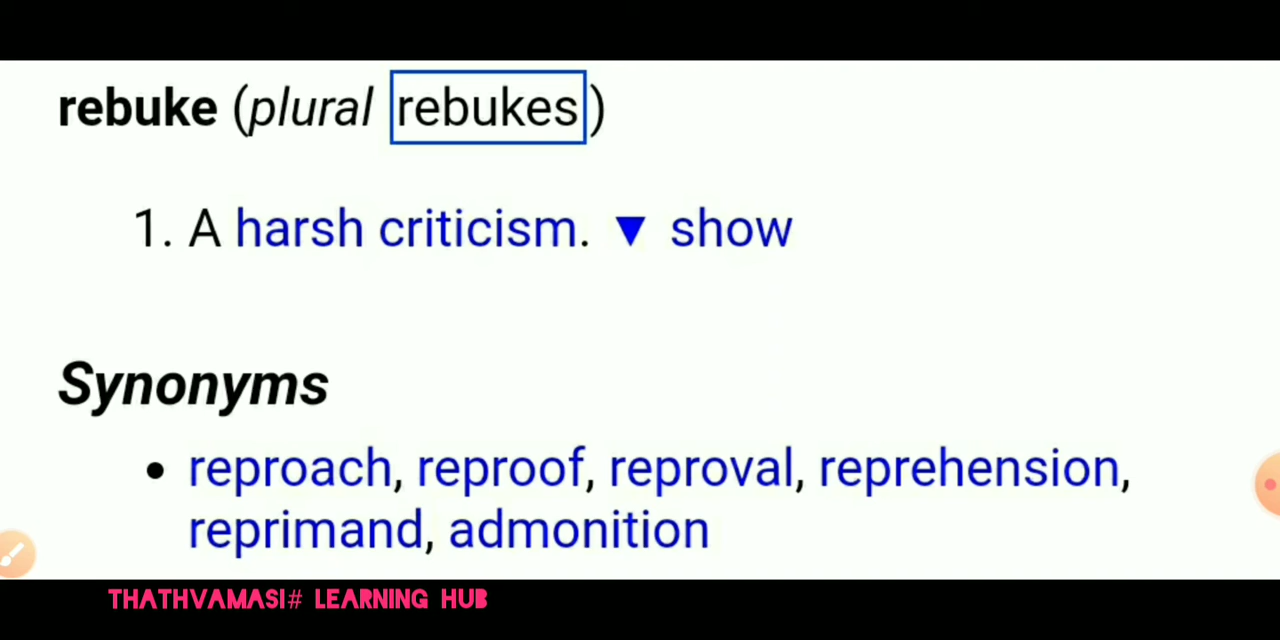 rebuke (plural rebukes)
1. A harsh criticism. ▼ show
Synonyms
• reproach, reproof, reproval, reprehension,
reprimand, admonition
THATHVAMASI# LEARNING HUB